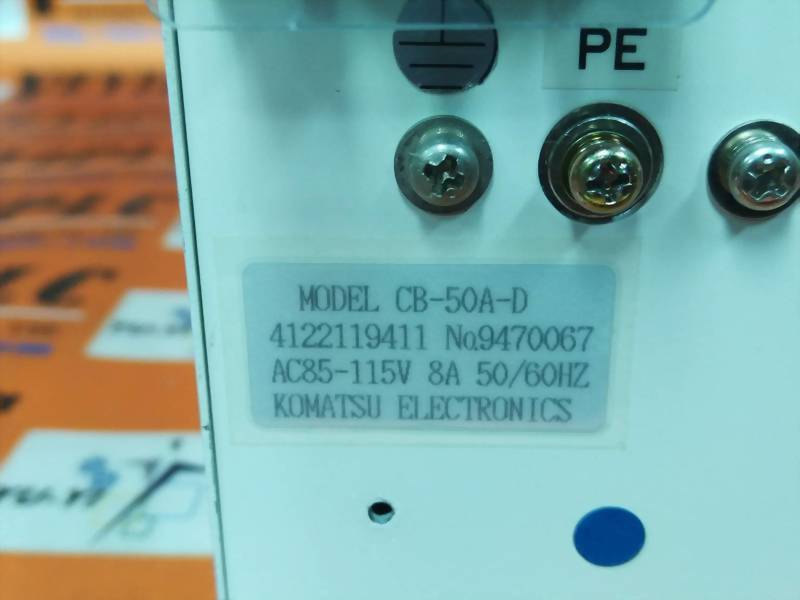 PE
MODEL CB-50A-D
4122119411 No.9470067
AC85-115V 8A 50/60HZ
KOMATSU ELECTRONICS